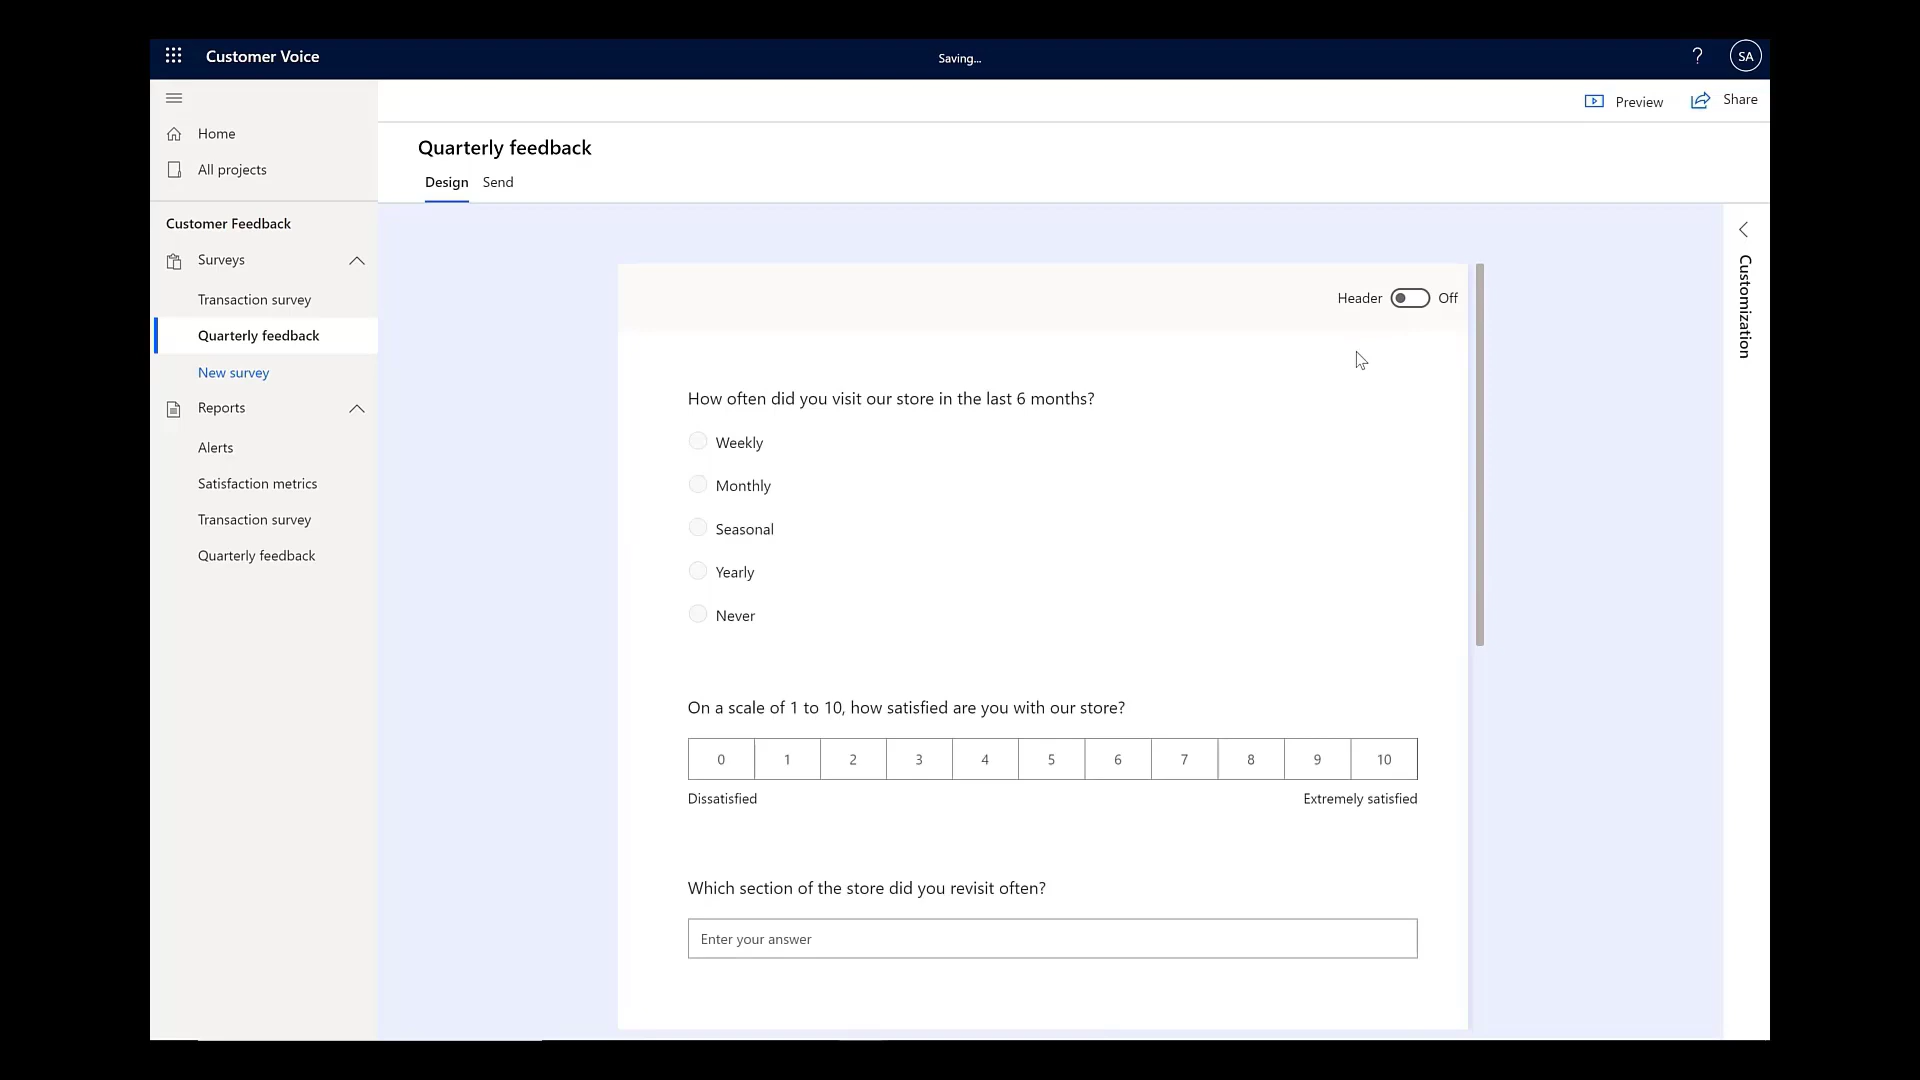 Customer Voice
Saving...
?
SA
Preview
Share
Home
All projects
Customer Feedback
Surveys
Transaction survey
Quarterly feedback
New survey
Reports
Alerts
Satisfaction metrics
Transaction survey
Quarterly feedback
Quarterly feedback
Design Send
Header Off
How often did you visit our store in the last 6 months?
Weekly
Monthly
Seasonal
Yearly
Never
On a scale of 1 to 10, how satisfied are you with our store?
0 1 2 3 4 5 6 7 8 9 10
Dissatisfied Extremely satisfied
Which section of the store did you revisit often?
Enter your answer
Customization